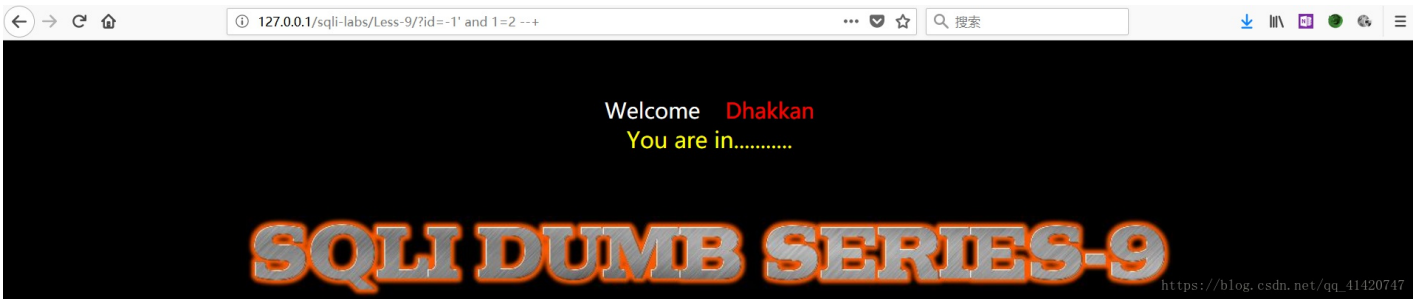 127.0.0.1/sqli-labs/Less-9/?id=-1' and 1=2 --+
搜索
Welcome Dhakkan
You are in...........
SQLI DUMB SERIES-9
https://blog.csdn.net/qq_41420747